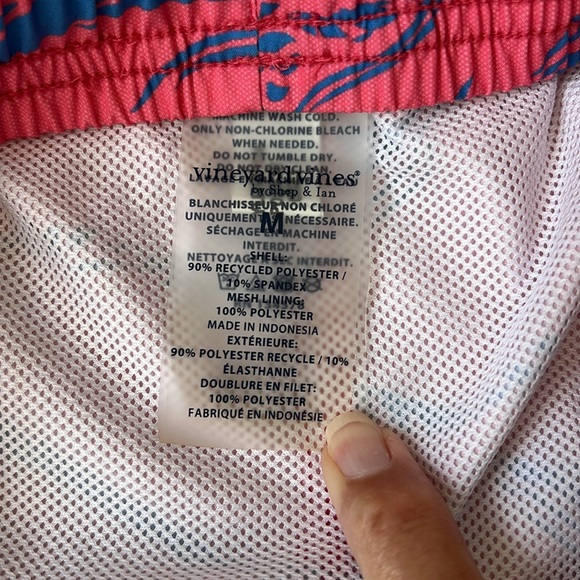 MACHINE WASH COLD.
ONLY NON-CHLORINE BLEACH
WHEN NEEDED.
DO NOT TUMBLE DRY.
vineyard vines®
by Shep & Ian
BLANCHISSEUR NON CHLORÉ
UNIQUEMENT NÉCESSAIRE.
M
SÉCHAGE EN MACHINE
INTERDIT.
NETTOYAGE À SEC INTERDIT
SHELL:
90% RECYCLED POLYESTER /
10% SPANDEX
MESH LINING:
100% POLYESTER
MADE IN INDONESIA
EXTÉRIEURE:
90% POLYESTER RECYCLE / 10%
ÉLASTHANNE
DOUBLURE EN FILET:
100% POLYESTER
FABRIQUÉ EN INDONÉSIE